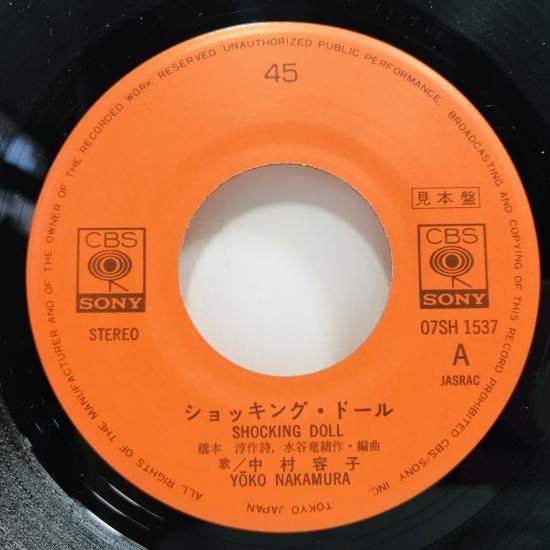 ALL RIGHTS OF THE MANUFACTURER AND OF THE OWNER OF THE RECORDED WORK RESERVED UNAUTHORIZED PUBLIC PERFORMANCE, BROADCASTING AND COPYING OF THIS RECORD PROHIBITED CBS/SONY INC. TOKYO JAPAN
45
見本盤
CBS
SONY
CBS
SONY
STEREO
07SH 1537
A
JASRAC
ショッキング・ドール
SHOCKING DOLL
橋本 淳作詩, 水谷竜緒作・編曲
歌／中村容子
YŌKO NAKAMURA